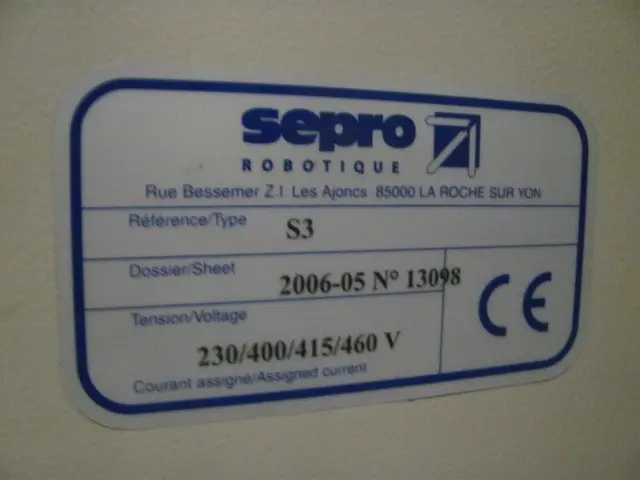 sepro
ROBOTIQUE
Rue Bessemer Z.I. Les Ajoncs 85000 LA ROCHE SUR YON
Référence/Type S3
Dossier/Sheet 2006-05 N° 13098
CE
Tension/Voltage
230/400/415/460 V
Courant assigné/Assigned current